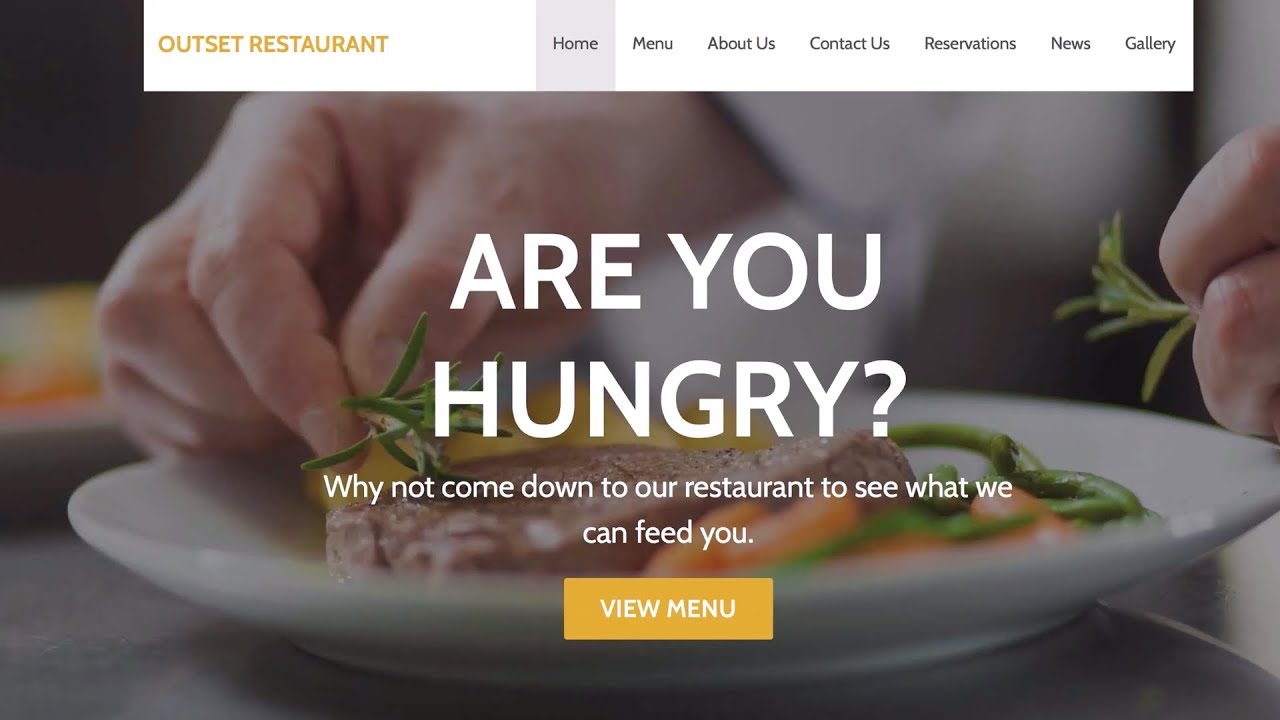 OUTSET RESTAURANT
Home Menu About Us Contact Us Reservations News Gallery
ARE YOU
HUNGRY?
Why not come down to our restaurant to see what we
can feed you.
VIEW MENU